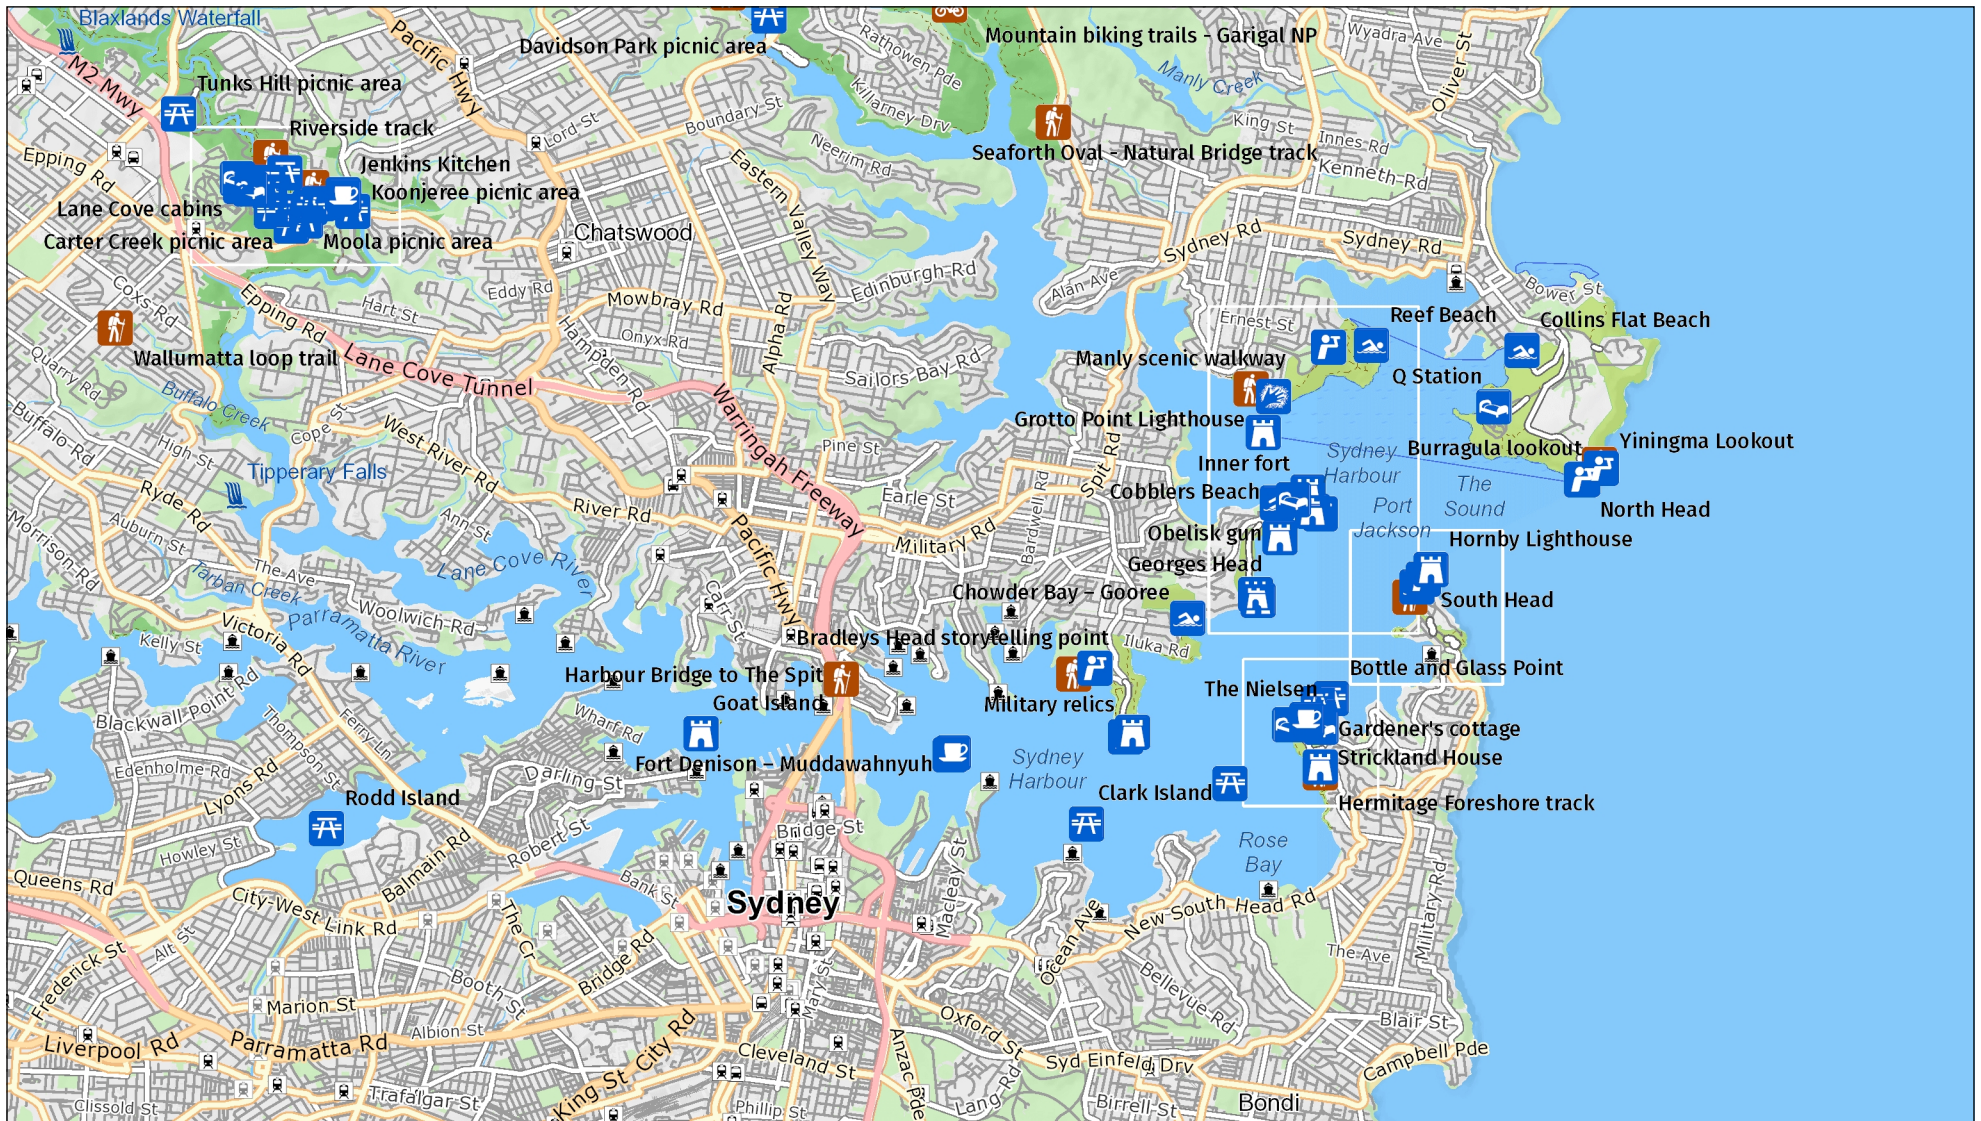 Blaxlands Waterfall
Pacific Hwy
Davidson Park picnic area
Rathowen Pde
Mountain biking trails - Garigal NP
Wyadra Ave
Oliver St
M2 Mwy
Tunks Hill picnic area
Killarney Drv
Manly Creek
Riverside track
Lord St
Boundary St
King St
Innes Rd
Epping Rd
Jenkins Kitchen
Neerim Rd
Seaforth Oval - Natural Bridge track
Kenneth Rd
Koonjeree picnic area
Eastern Valley Way
Lane Cove cabins
Carter Creek picnic area
Moola picnic area
Chatswood
Sydney Rd
Sydney Rd
Coxs Rd
Epping Rd
Hart St
Eddy Rd
Mowbray Rd
Edinburgh Rd
Alan Ave
Bower St
Hampden Rd
Onyx Rd
Alpha Rd
Ernest St
Reef Beach
Collins Flat Beach
Quarry Rd
Wallumatta loop trail
Lane Cove Tunnel
Sailors Bay Rd
Manly scenic walkway
Q Station
Buffalo Creek
Buffalo Rd
High St
Cope St
West River Rd
Warringah Freeway
Pine St
Spit Rd
Grotto Point Lighthouse
Burragula lookout
Yiningma Lookout
Tipperary Falls
Sydney
Harbour
Inner fort
Ryde Rd
River Rd
Earle St
Bardwell Rd
Cobblers Beach
The
Sound
Port
Jackson
North Head
Morrison Rd
Auburn St
Ann St
Pacific Hwy
Military Rd
Obelisk gun
Hornby Lighthouse
Tarban Creek
The Ave
Lane Cove River
Georges Head
Carr St
Chowder Bay – Gooree
South Head
Woolwich Rd
Parramatta River
Kelly St
Victoria Rd
Bradleys Head storytelling point
Iluka Rd
Harbour Bridge to The Spit
Bottle and Glass Point
Blackwall Point Rd
Goat Island
Military relics
The Nielsen
Thompson St
Ferry Ln
Wharf Rd
Gardener's cottage
Edenholme Rd
Lyons Rd
Darling St
Fort Denison – Muddawahnyuh
Sydney
Harbour
Strickland House
Rodd Island
Clark Island
Hermitage Foreshore track
Howley St
Balmain Rd
Robert St
Bridge St
Rose
Bay
Queens Rd
City-West Link Rd
Bank St
Sydney
Macleay St
New South Head Rd
Military Rd
Frederick St
Alt St
The Cr
Bridge Rd
Ocean Ave
The Ave
Booth St
Bellevue Rd
Mary St
Marion St
Liverpool Rd
Parramatta Rd
Albion St
City Rd
Oxford St
Blair St
Anzac Pde
Cleveland St
Syd Einfeld Drv
Campbell Pde
King St
Clissold St
Trafalgar St
Phillip St
Lang Rd
Birrell St
Bondi